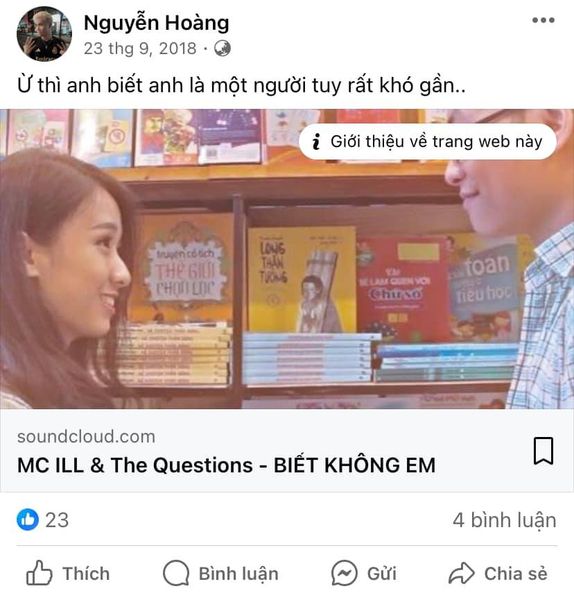 Nguyễn Hoàng
23 thg 9, 2018
Ừ thì anh biết anh là một người tuy rất khó gần..
Giới thiệu về trang web này
truyện cổ tích
THẾ GIỚI
CHỌN LỌC
LONG
THẦN
TƯỚNG
BÉ LÀM QUEN VỚI
Chữ số
toán
tiểu học
soundcloud.com
MC ILL & The Questions - BIẾT KHÔNG EM
23
4 bình luận
Thích
Bình luận
Gửi
Chia sẻ